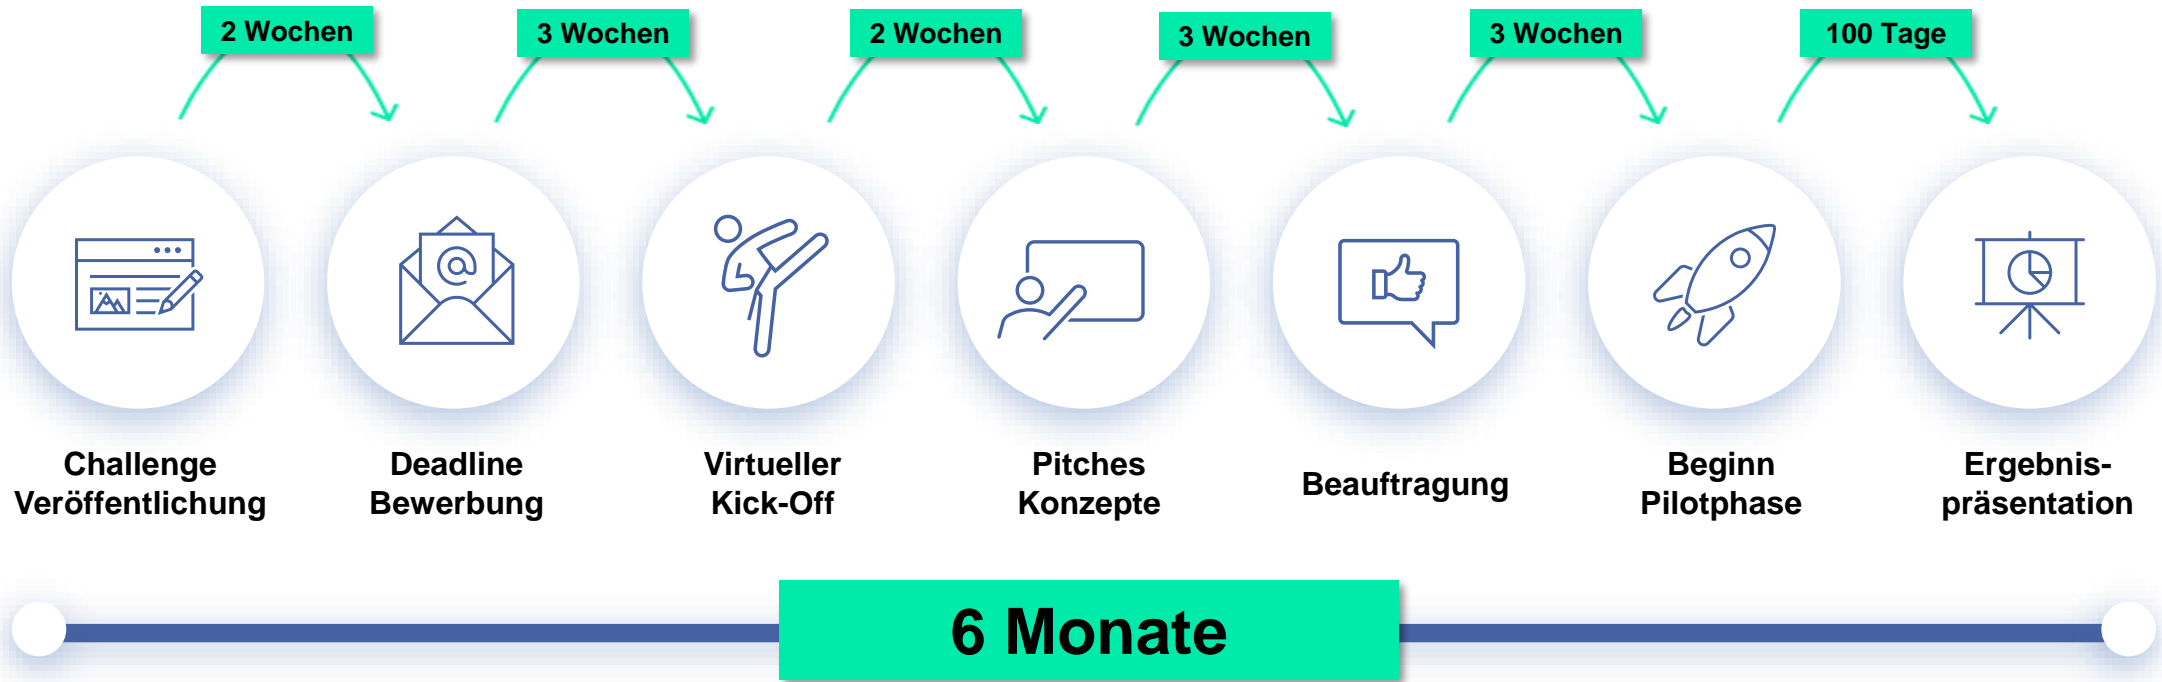 2 Wochen
3 Wochen
2 Wochen
3 Wochen
3 Wochen
100 Tage
@
Challenge
Veröffentlichung
Deadline
Bewerbung
Virtueller
Kick-Off
Pitches
Konzepte
Beauftragung
Beginn
Pilotphase
Ergebnis-
präsentation
6 Monate